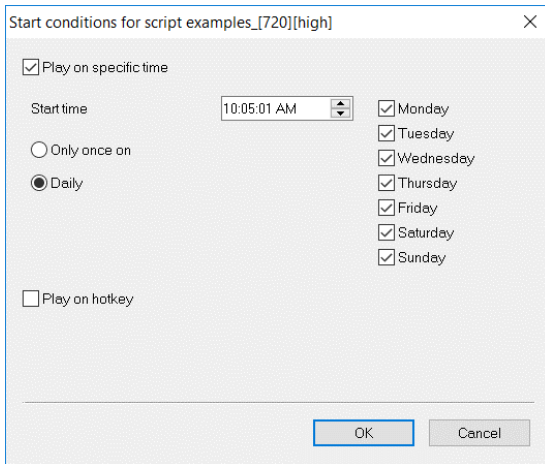 Start conditions for script examples_[720][high]
Play on specific time
Start time 10:05:01 AM
Only once on
Daily
Monday
Tuesday
Wednesday
Thursday
Friday
Saturday
Sunday
Play on hotkey
OK Cancel